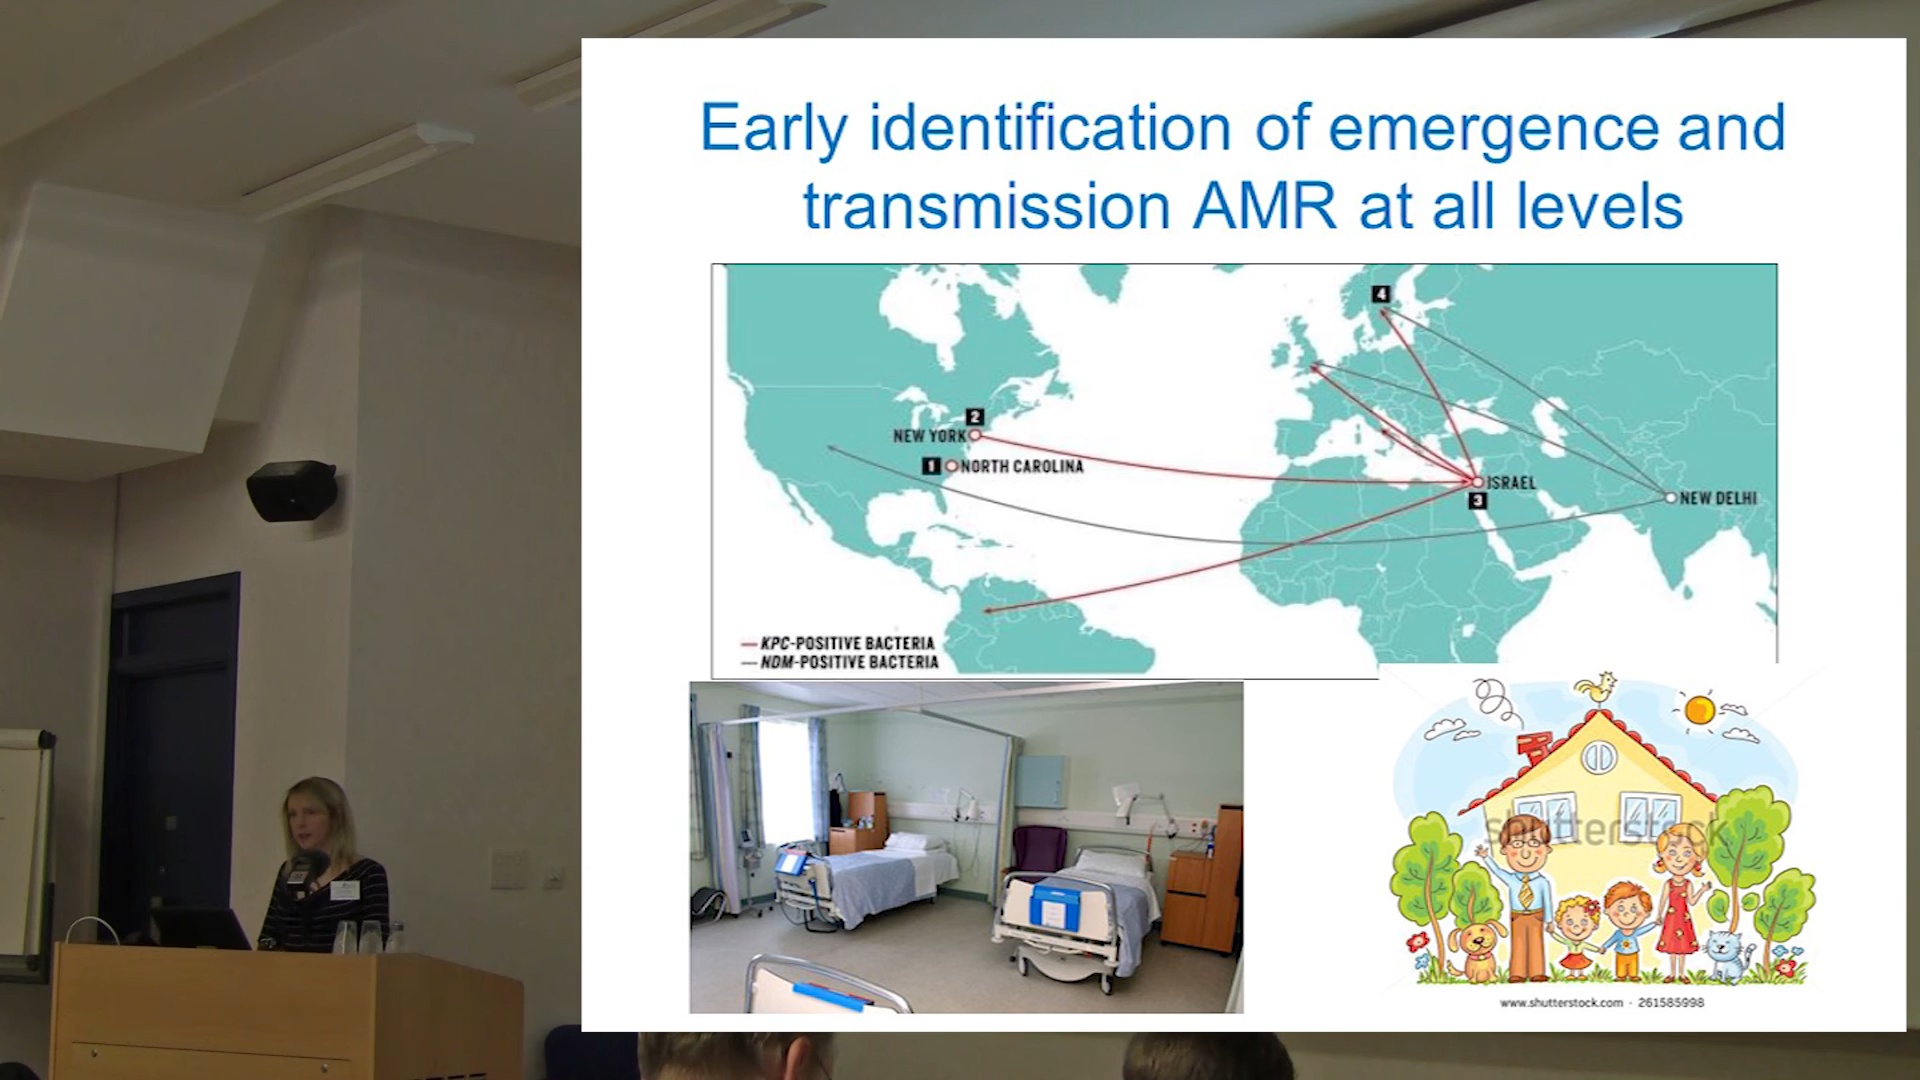 Early identification of emergence and
transmission AMR at all levels
4
2
NEW YORK
1 NORTH CAROLINA
ISRAEL
3
NEW DELHI
KPC-POSITIVE BACTERIA
NDM-POSITIVE BACTERIA
shutterstock
www.shutterstock.com · 261585998